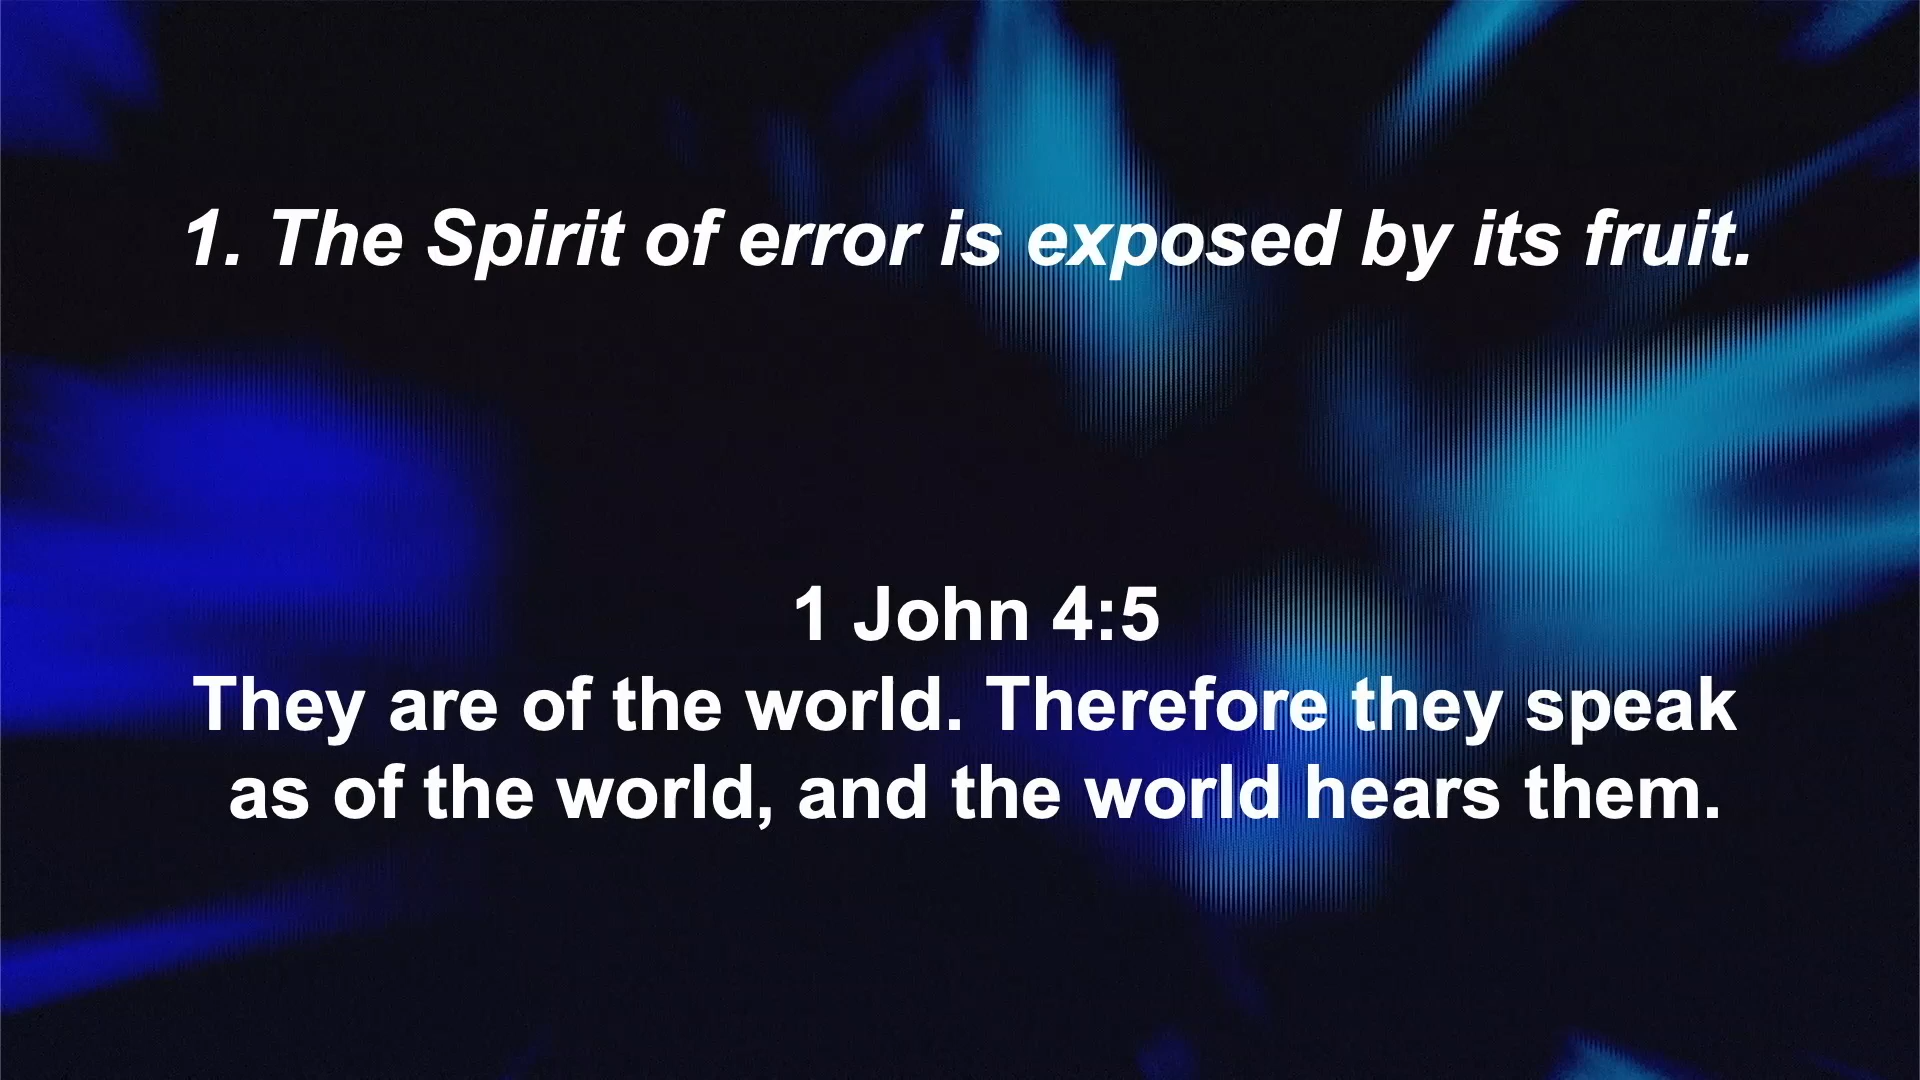 1. The Spirit of error is exposed by its fruit.
1 John 4:5
They are of the world. Therefore they speak
as of the world, and the world hears them.